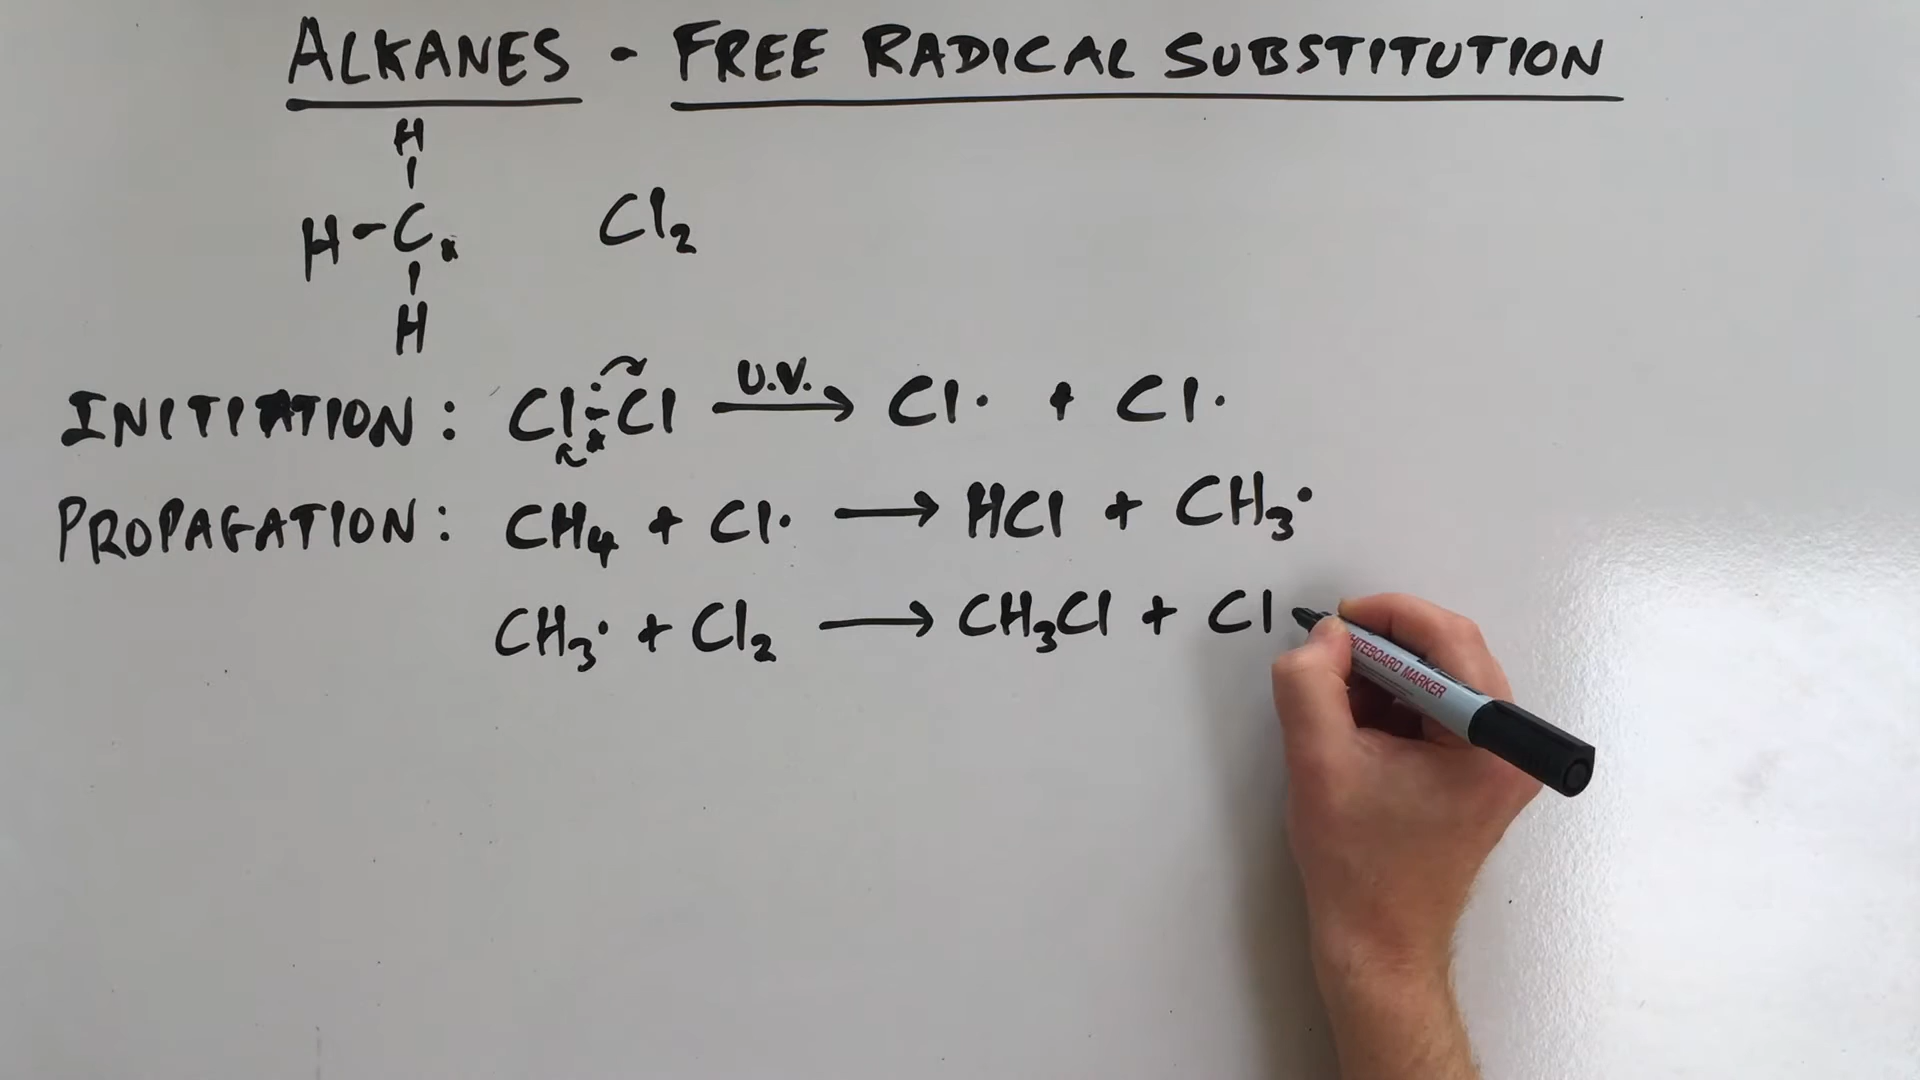 ALKANES - FREE RADICAL SUBSTITUTION
H
H-C× Cl₂
H
INITIATION: Cl-Cl U.V. → Cl· + Cl·
PROPAGATION: CH₄ + Cl· → HCl + CH₃·
CH₃· + Cl₂ → CH₃Cl + Cl
WHITEBOARD MARKER